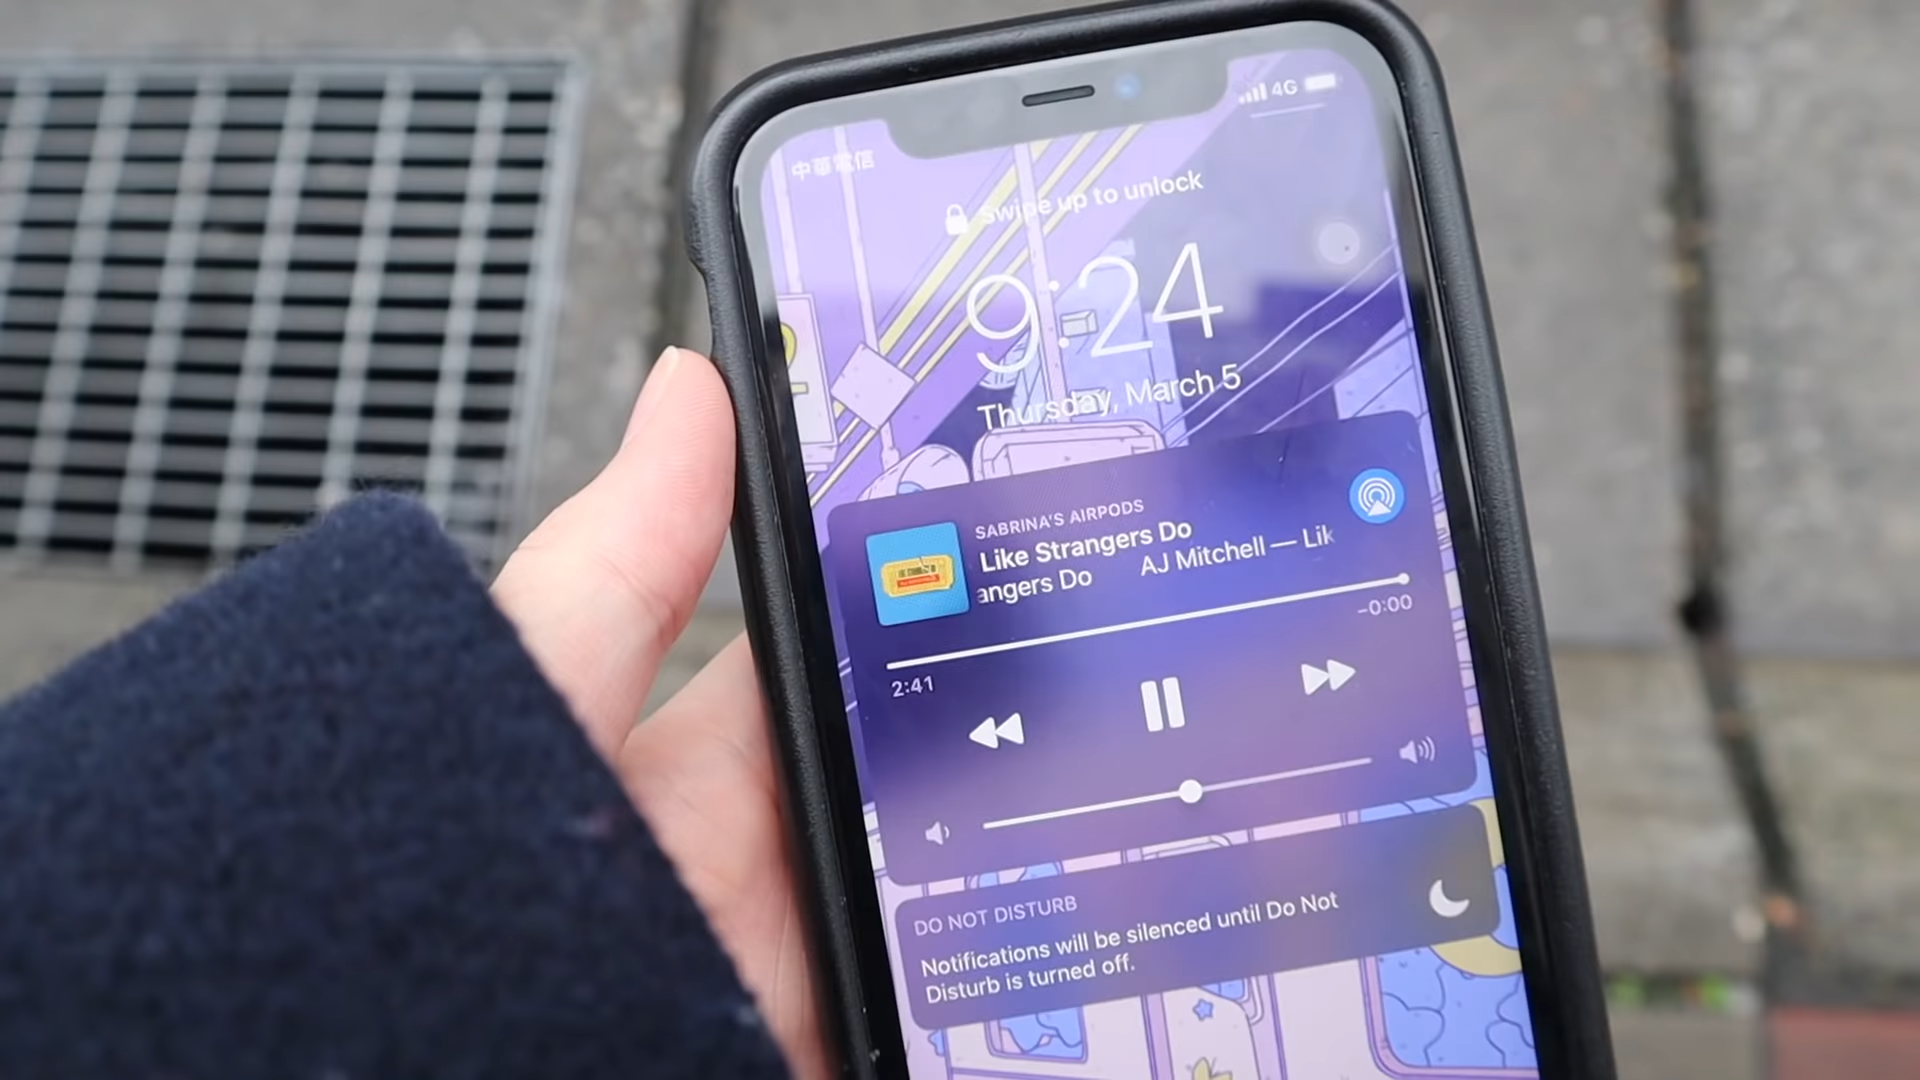 4G
中華電信
Swipe up to unlock
9:24
Thursday, March 5
SABRINA'S AIRPODS
Like Strangers Do
angers Do AJ Mitchell — Lik
-0:00
2:41
DO NOT DISTURB
Notifications will be silenced until Do Not
Disturb is turned off.